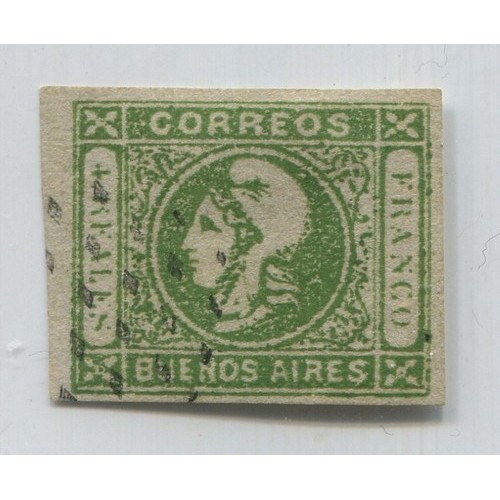 CORREOS
4 REALES
FRANCO
BUENOS AIRES